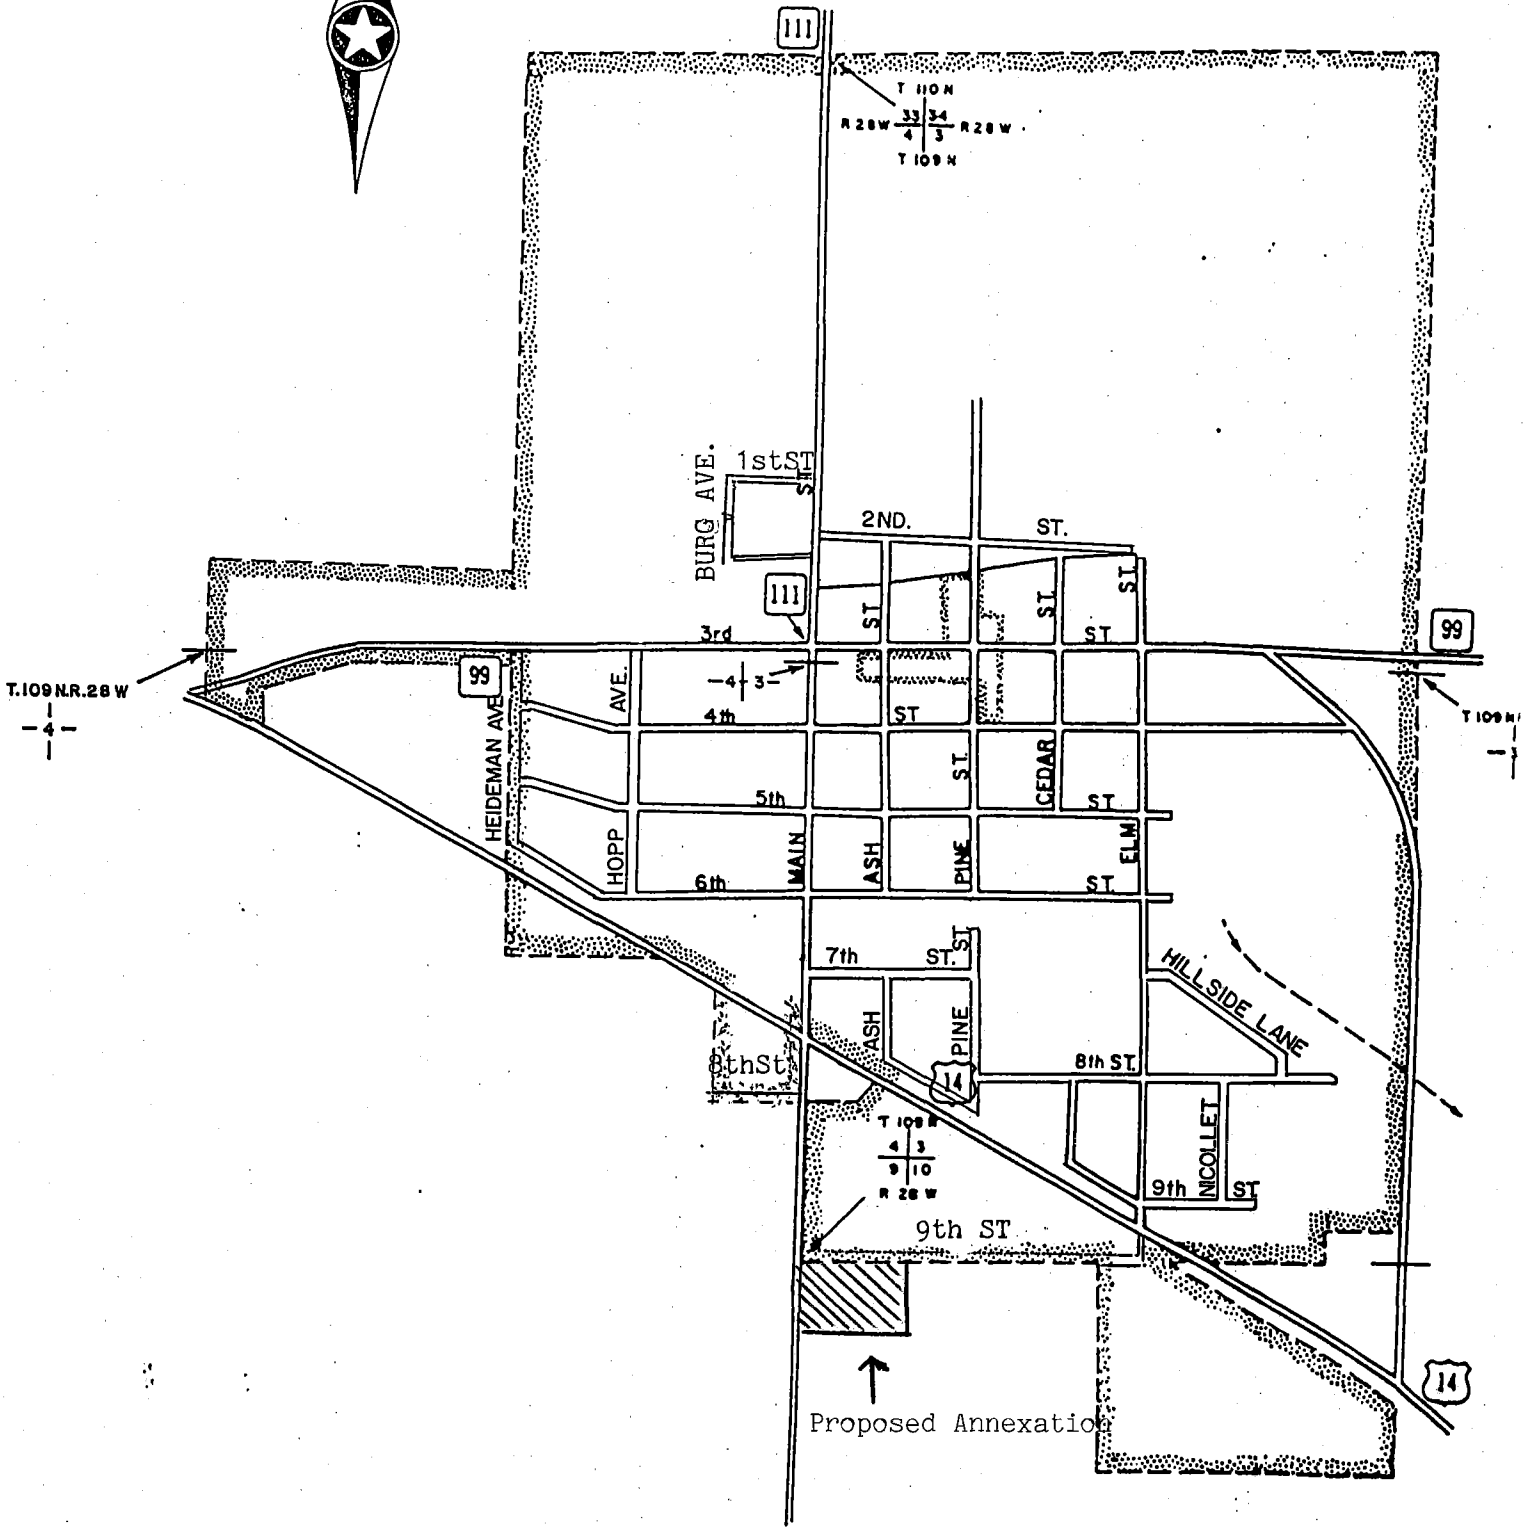 111
T 110 N
R 28 W 33 34 R 28 W
4 3
T 109 N
BURG AVE.
1stST
ST
2ND. ST.
111
ST
ST.
ST.
3rd ST
99
99
T.109N.R.28W
-4-
-4-3-
T 109 N
HEIDEMAN AVE
AVE.
4th ST
ST.
CEDAR
5th ST
HOPP
MAIN
ASH
PINE
ELM
6th ST.
7th ST.
ST.
HILLSIDE LANE
ASH
PINE
8thSt
14
8th ST.
T 109 N
4 3
9 10
R 28 W
NICOLLET
9th ST
9th ST
14
Proposed Annexation